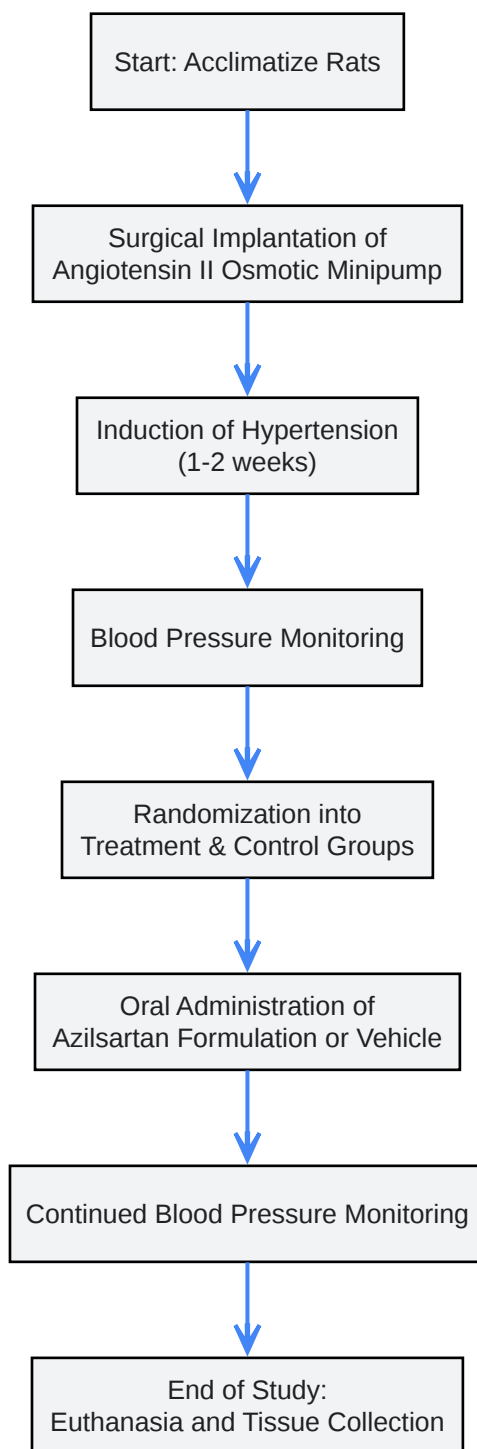 Start: Acclimatize Rats
Surgical Implantation of
Angiotensin II Osmotic Minipump
Induction of Hypertension
(1-2 weeks)
Blood Pressure Monitoring
Randomization into
Treatment & Control Groups
Oral Administration of
Azilsartan Formulation or Vehicle
Continued Blood Pressure Monitoring
End of Study:
Euthanasia and Tissue Collection